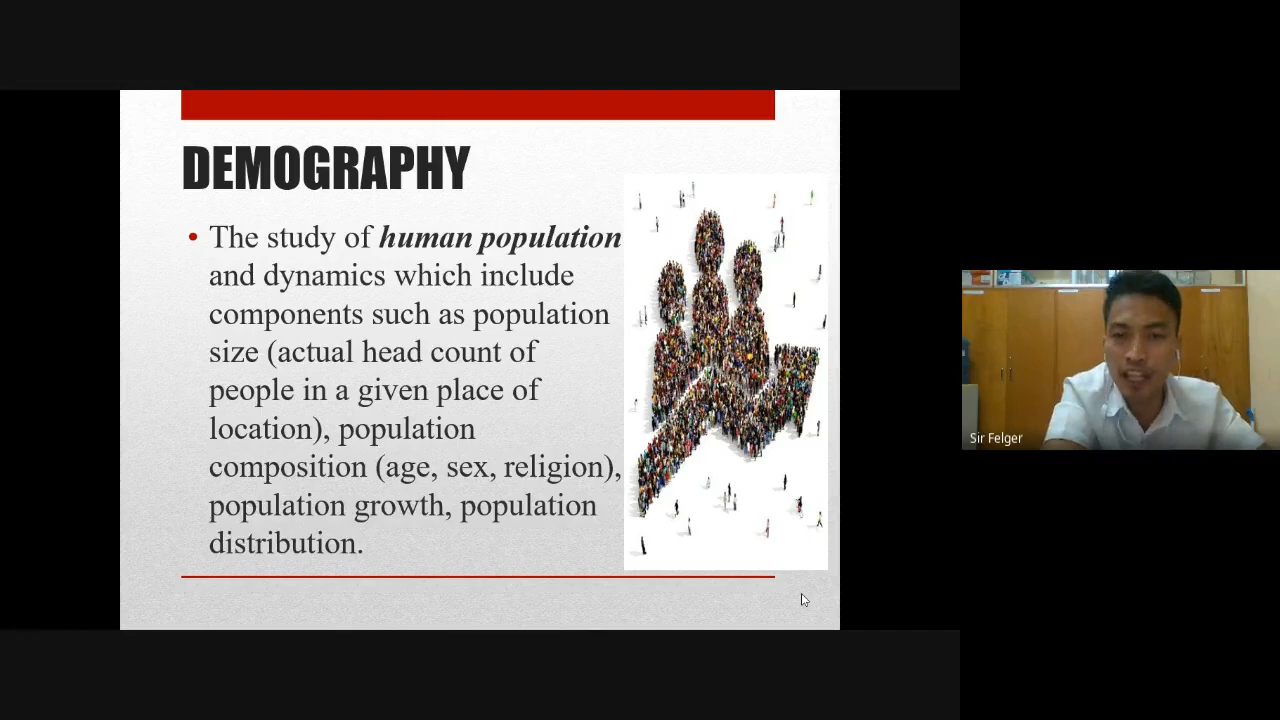 DEMOGRAPHY
• The study of human population
and dynamics which include
components such as population
size (actual head count of
people in a given place of
location), population
composition (age, sex, religion),
population growth, population
distribution.
Sir Felger